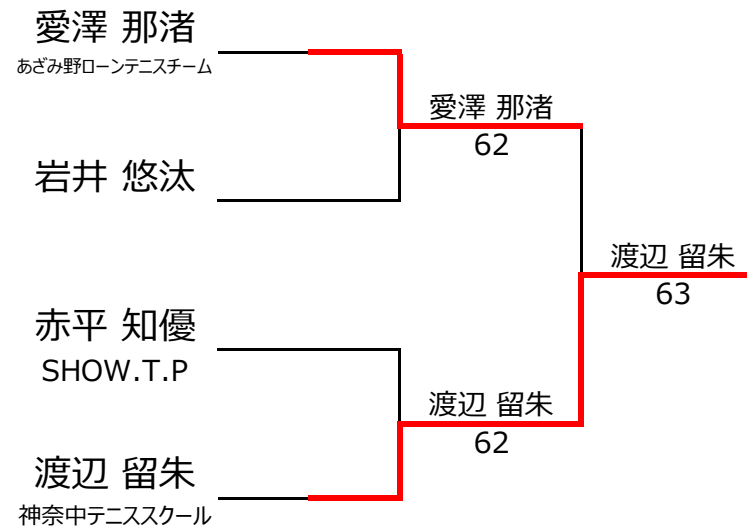 愛澤 那渚
あざみ野ローンテニスチーム
愛澤 那渚
62
岩井 悠汰
渡辺 留朱
63
赤平 知優
SHOW.T.P
渡辺 留朱
62
渡辺 留朱
神奈中テニススクール